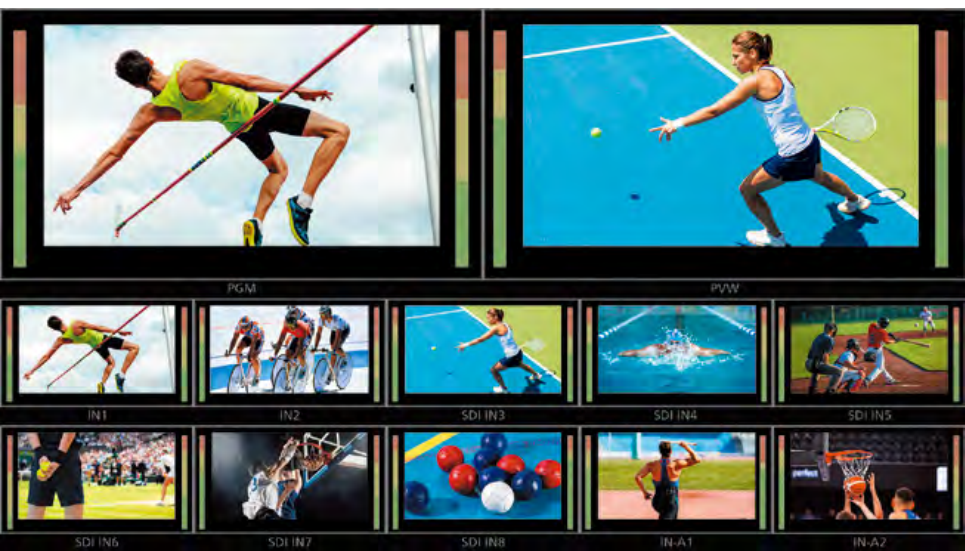 PGM
PVW
IN1
IN2
SDI IN3
SDI IN4
SDI IN5
perfect
SDI IN6
SDI IN7
SDI IN8
IN-A1
IN-A2